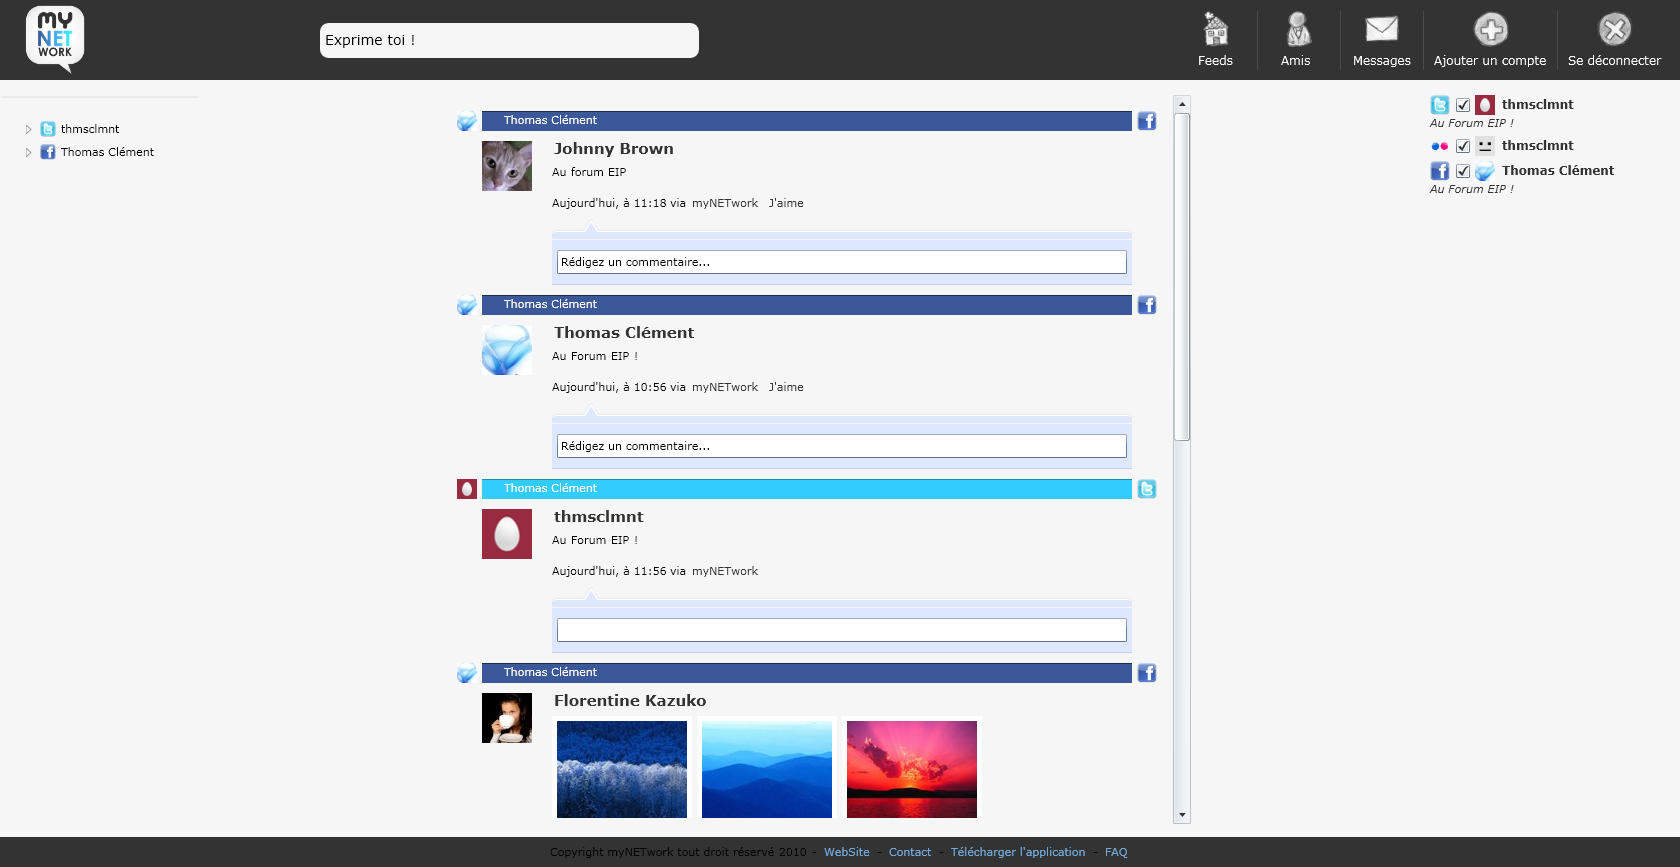 my
NET
WORK
Exprime toi !
Feeds
Amis
Messages
Ajouter un compte
Se déconnecter
thmsclmnt
Thomas Clément
Thomas Clément
Johnny Brown
Au forum EIP
Aujourd'hui, à 11:18 via myNETwork J'aime
Rédigez un commentaire...
Thomas Clément
Thomas Clément
Au Forum EIP !
Aujourd'hui, à 10:56 via myNETwork J'aime
Rédigez un commentaire...
Thomas Clément
thmsclmnt
Au Forum EIP !
Aujourd'hui, à 11:56 via myNETwork
Thomas Clément
Florentine Kazuko
thmsclmnt
Au Forum EIP !
thmsclmnt
Thomas Clément
Au Forum EIP !
Copyright myNETwork tout droit réservé 2010 - WebSite - Contact - Télécharger l'application - FAQ